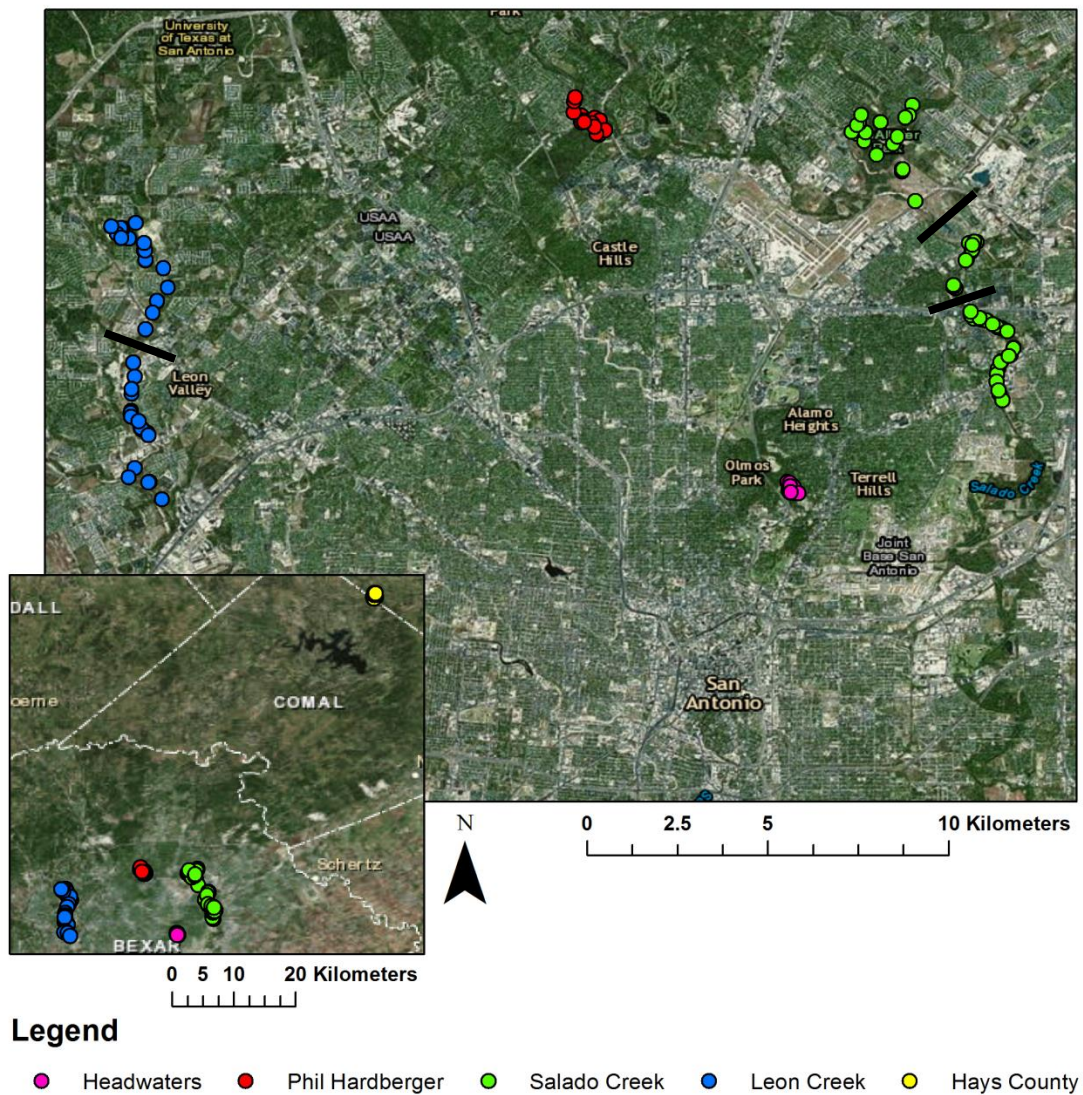 Park
University
of Texas at
San Antonio
USAA
USAA
Castle
Hills
Leon
Valley
Alamo
Heights
Olmos
Park
Terrell
Hills
Salado Creek
Joint
Base San
Antonio
San
Antonio
DALL
oerne
COMAL
Schertz
BEXAR
N
0 2.5 5 10 Kilometers
0 5 10 20 Kilometers
Legend
Headwaters Phil Hardberger Salado Creek Leon Creek Hays County